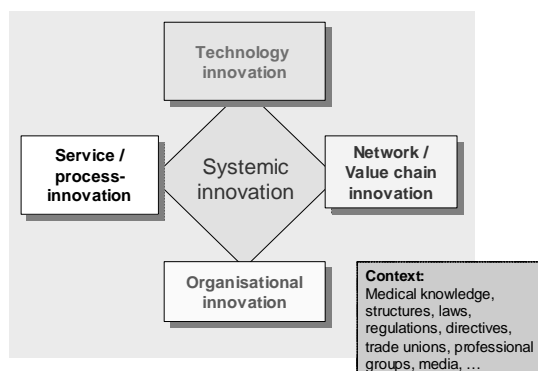 Technology
innovation
Service /
process-
innovation
Systemic
innovation
Network /
Value chain
innovation
Organisational
innovation
Context:
Medical knowledge,
structures, laws,
regulations, directives,
trade unions, professional
groups, media, …